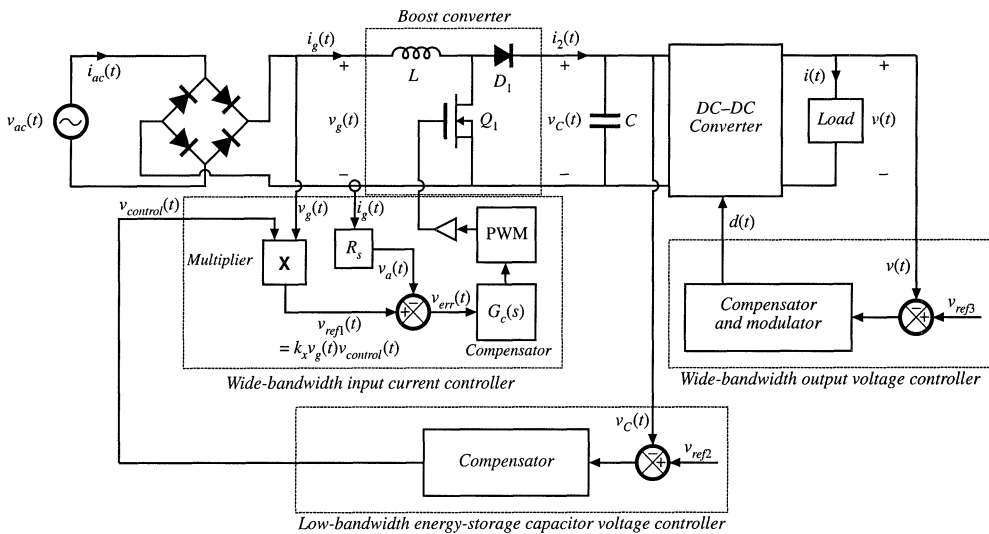 Boost converter
i_ac(t)
i_g(t)
i_2(t)
+
L
D_1
+
i(t)
+
v_ac(t)
v_g(t)
Q_1
v_C(t)
C
DC–DC
Converter
Load
v(t)
–
–
–
v_control(t)
v_g(t)
i_g(t)
d(t)
Multiplier
X
R_s
PWM
v_a(t)
v(t)
+
–
v_err(t)
G_c(s)
Compensator
and modulator
–
+
v_ref3
v_ref1(t)
= k_x v_g(t) v_control(t)
Compensator
Wide-bandwidth input current controller
Wide-bandwidth output voltage controller
v_C(t)
Compensator
–
+
v_ref2
Low-bandwidth energy-storage capacitor voltage controller